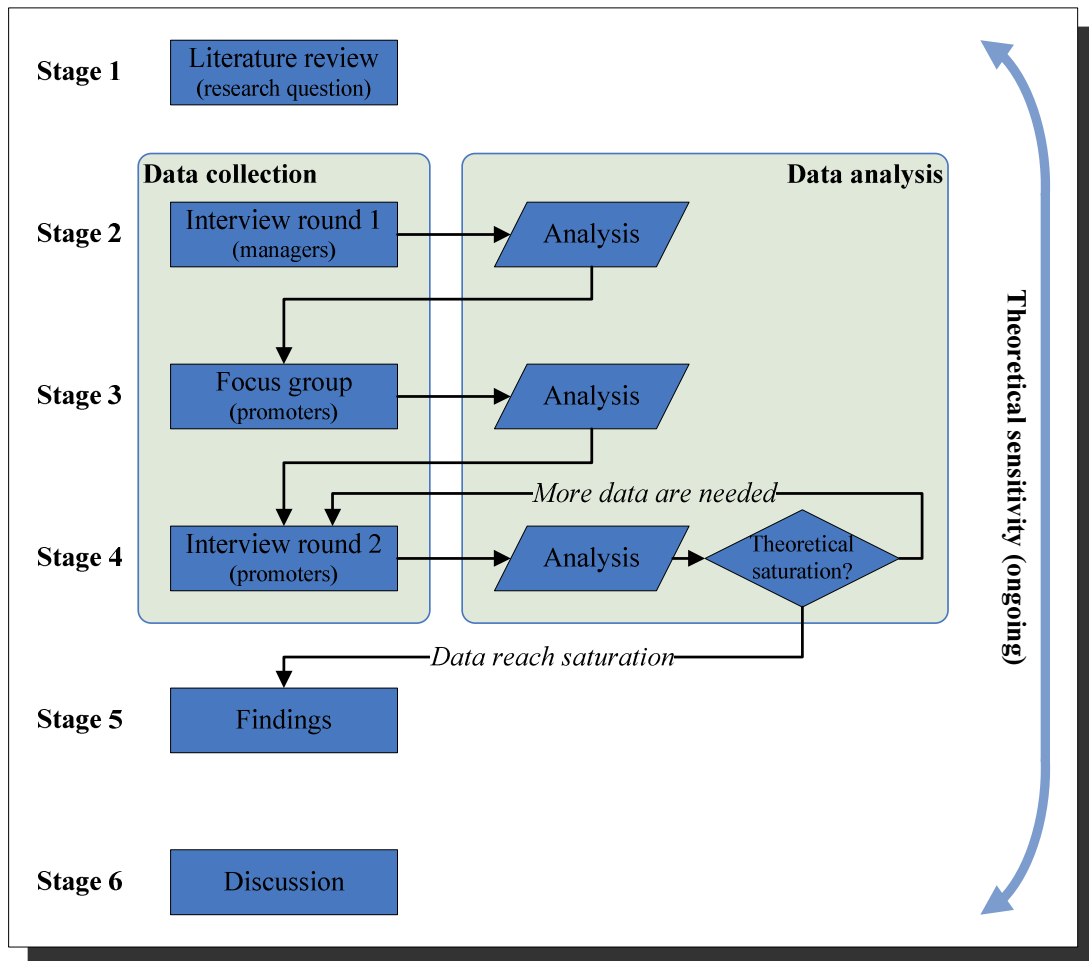 Stage 1
Literature review
(research question)
Data collection
Data analysis
Stage 2
Interview round 1
(managers)
Analysis
Stage 3
Focus group
(promoters)
Analysis
More data are needed
Stage 4
Interview round 2
(promoters)
Analysis
Theoretical
saturation?
Data reach saturation
Stage 5
Findings
Stage 6
Discussion
Theoretical sensitivity (ongoing)